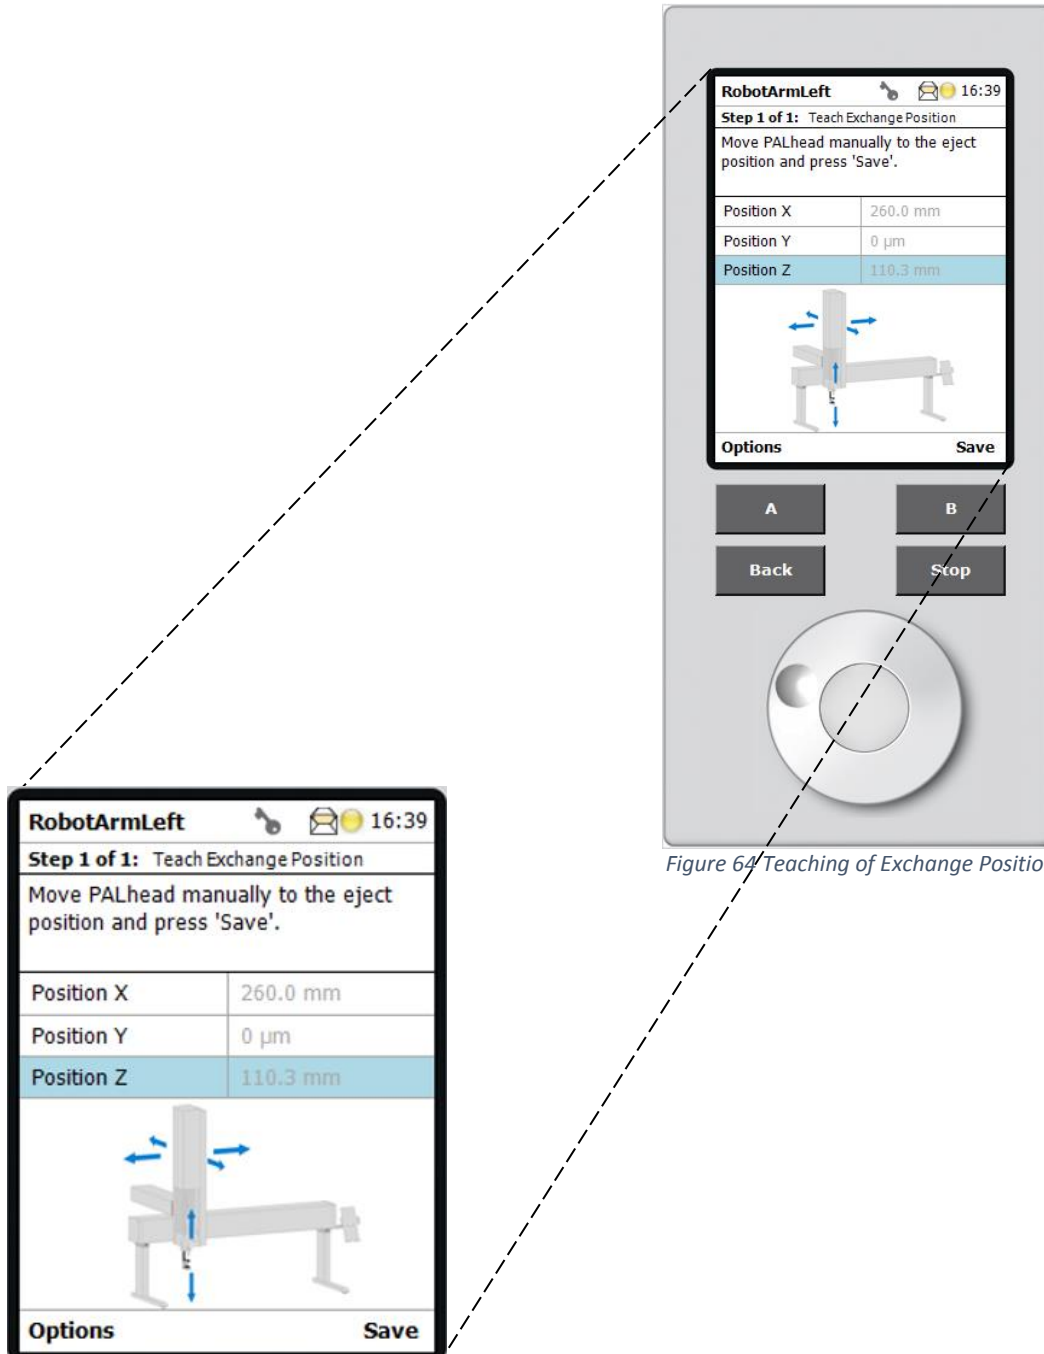 RobotArmLeft 16:39
Step 1 of 1: Teach Exchange Position
Move PALhead manually to the eject
position and press 'Save'.
Position X 260.0 mm
Position Y 0 µm
Position Z 110.3 mm
Options Save
A B
Back Stop
Figure 64 Teaching of Exchange Positio
RobotArmLeft 16:39
Step 1 of 1: Teach Exchange Position
Move PALhead manually to the eject
position and press 'Save'.
Position X 260.0 mm
Position Y 0 µm
Position Z 110.3 mm
Options Save